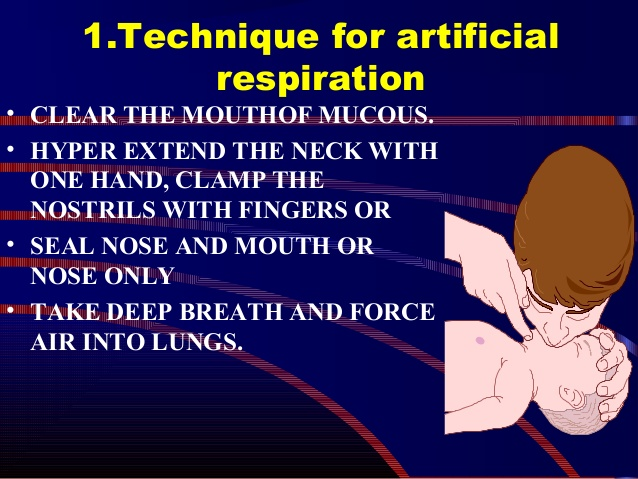 1.Technique for artificial
respiration
• CLEAR THE MOUTHOF MUCOUS.
• HYPER EXTEND THE NECK WITH
ONE HAND, CLAMP THE
NOSTRILS WITH FINGERS OR
• SEAL NOSE AND MOUTH OR
NOSE ONLY
• TAKE DEEP BREATH AND FORCE
AIR INTO LUNGS.